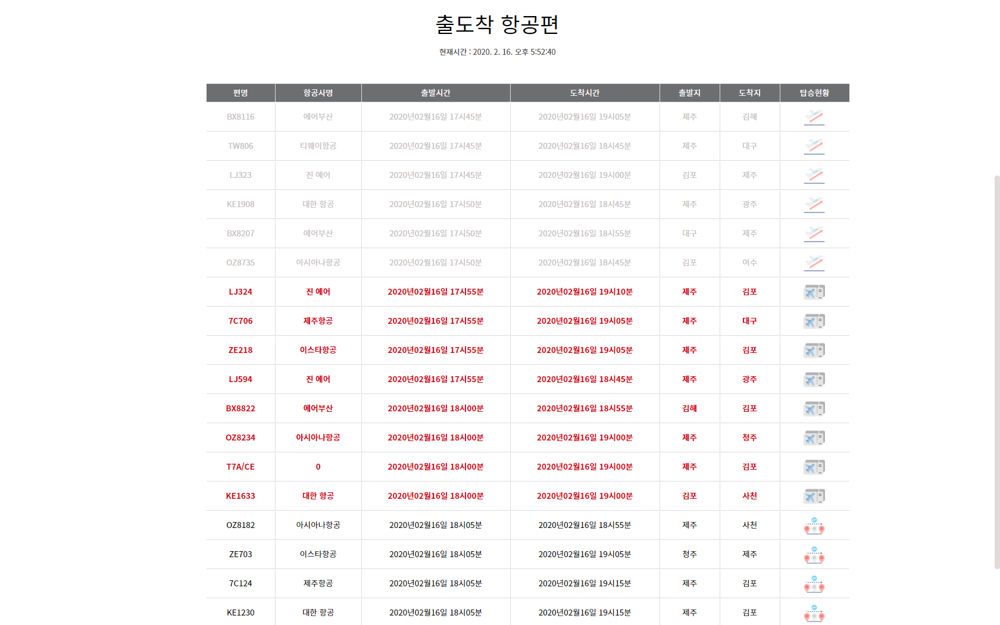 출도착 항공편
현재시간 : 2020. 2. 16. 오후 5:52:40
편명 항공사명 출발시간 도착시간 출발지 도착지 탑승현황
BX8116 에어부산 2020년02월16일 17시45분 2020년02월16일 19시05분 제주 김해
TW806 티웨이항공 2020년02월16일 17시45분 2020년02월16일 18시45분 제주 대구
LJ323 진 에어 2020년02월16일 17시45분 2020년02월16일 19시00분 김포 제주
KE1908 대한 항공 2020년02월16일 17시50분 2020년02월16일 18시45분 제주 광주
BX8207 에어부산 2020년02월16일 17시50분 2020년02월16일 18시55분 대구 제주
OZ8735 아시아나항공 2020년02월16일 17시50분 2020년02월16일 18시45분 김포 여수
LJ324 진 에어 2020년02월16일 17시55분 2020년02월16일 19시10분 제주 김포
7C706 제주항공 2020년02월16일 17시55분 2020년02월16일 19시05분 제주 대구
ZE218 이스타항공 2020년02월16일 17시55분 2020년02월16일 19시05분 제주 김포
LJ594 진 에어 2020년02월16일 17시55분 2020년02월16일 18시45분 제주 광주
BX8822 에어부산 2020년02월16일 18시00분 2020년02월16일 18시55분 김해 김포
OZ8234 아시아나항공 2020년02월16일 18시00분 2020년02월16일 19시00분 제주 청주
T7A/CE 0 2020년02월16일 18시00분 2020년02월16일 19시00분 제주 김포
KE1633 대한 항공 2020년02월16일 18시00분 2020년02월16일 19시00분 김포 사천
OZ8182 아시아나항공 2020년02월16일 18시05분 2020년02월16일 18시55분 제주 사천
ZE703 이스타항공 2020년02월16일 18시05분 2020년02월16일 19시05분 청주 제주
7C124 제주항공 2020년02월16일 18시05분 2020년02월16일 19시15분 제주 김포
KE1230 대한 항공 2020년02월16일 18시05분 2020년02월16일 19시15분 제주 김포